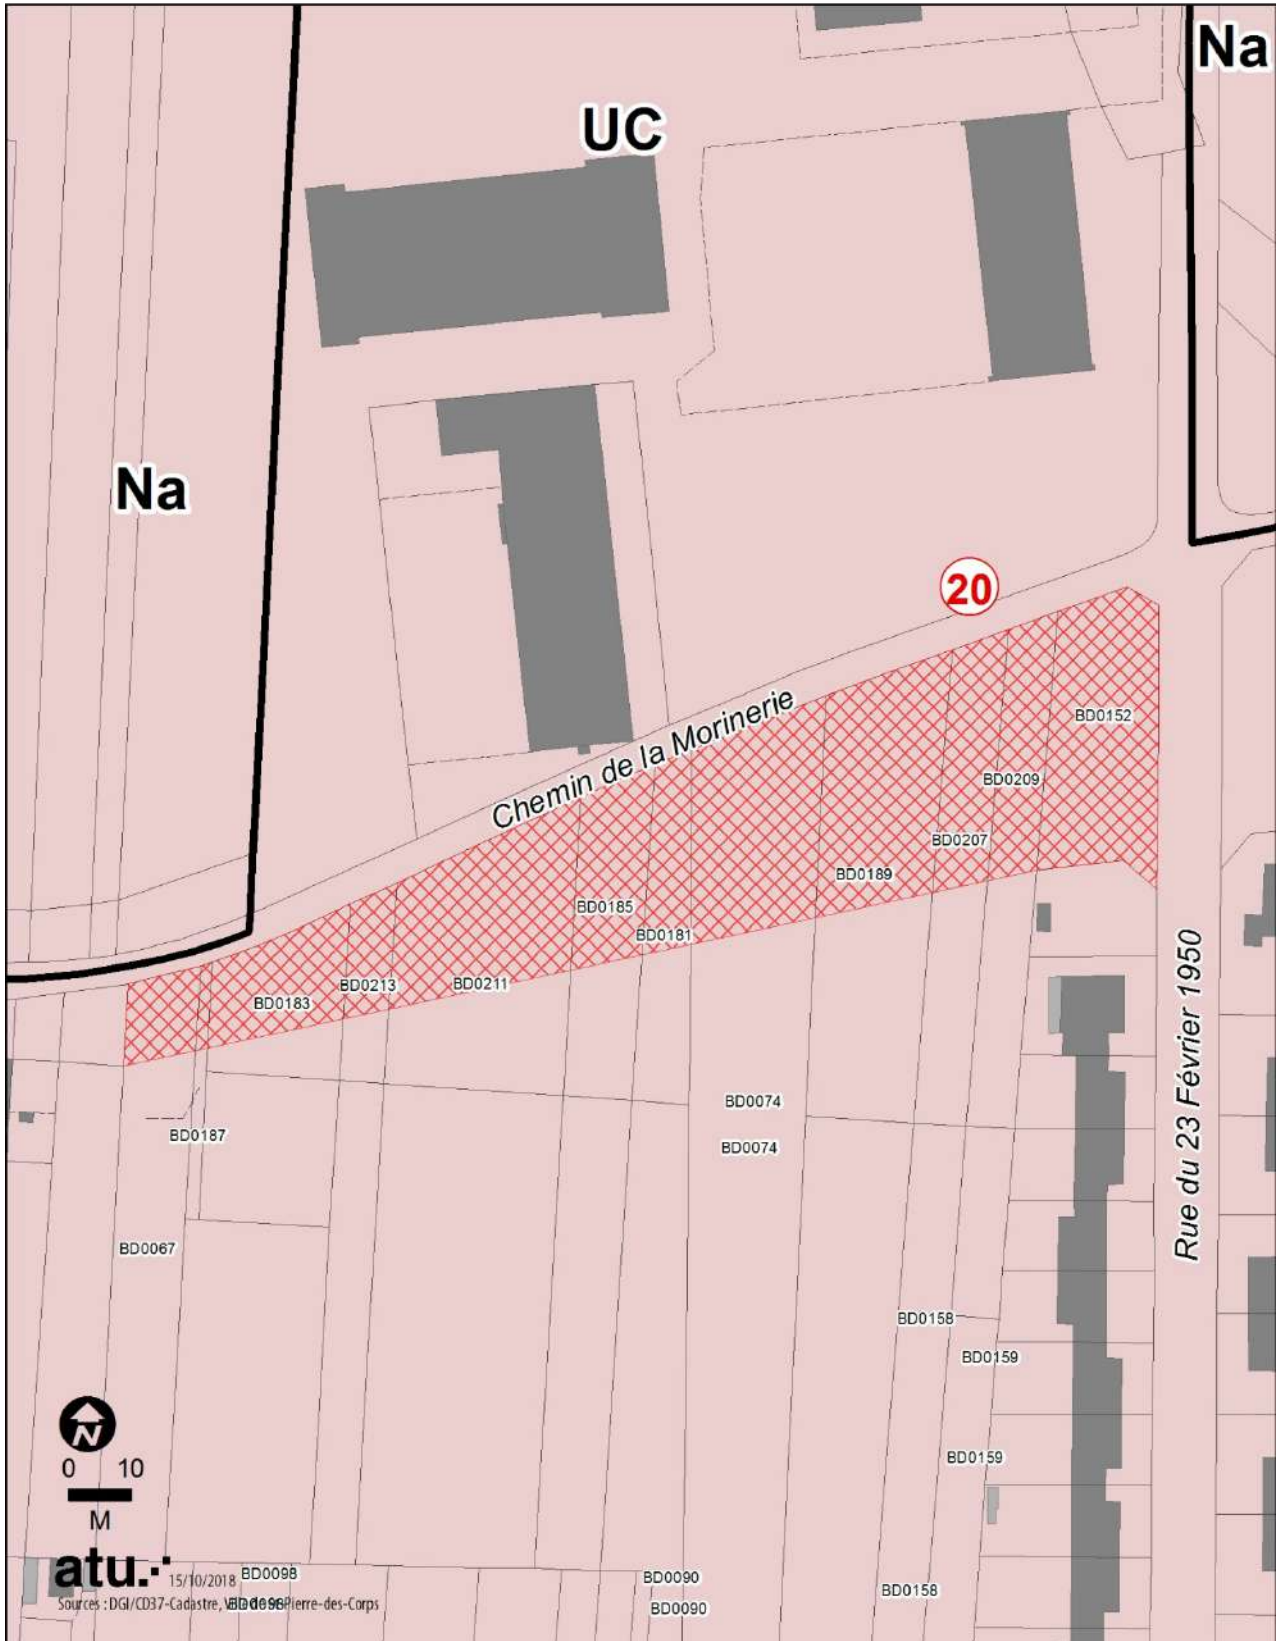 Na
UC
Na
20
Chemin de la Morinerie
BD0152
BD0209
BD0207
BD0189
BD0185
BD0181
BD0211
BD0213
BD0183
Rue du 23 Février 1950
BD0074
BD0187
BD0074
BD0067
BD0158
BD0159
BD0159
N
0 10
M
atu.
15/10/2018
BD0098
BD0090
BD0158
Sources : DGI/CD37-Cadastre, Pierre-des-Corps
BD0090